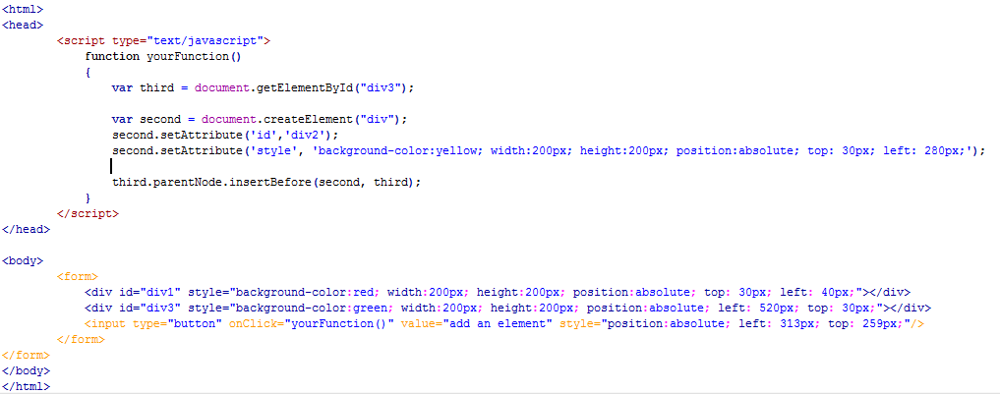 <html>
<head>
<script type="text/javascript">
function yourFunction()
{
var third = document.getElementById("div3");
var second = document.createElement("div");
second.setAttribute('id','div2');
second.setAttribute('style', 'background-color:yellow; width:200px; height:200px; position:absolute; top: 30px; left: 280px;');
third.parentNode.insertBefore(second, third);
}
</script>
</head>
<body>
<form>
<div id="div1" style="background-color:red; width:200px; height:200px; position:absolute; top: 30px; left: 40px;"></div>
<div id="div3" style="background-color:green; width:200px; height:200px; position:absolute; left: 520px; top: 30px;"></div>
<input type="button" onClick="yourFunction()" value="add an element" style="position:absolute; left: 313px; top: 259px;"/>
</form>
</form>
</body>
</html>